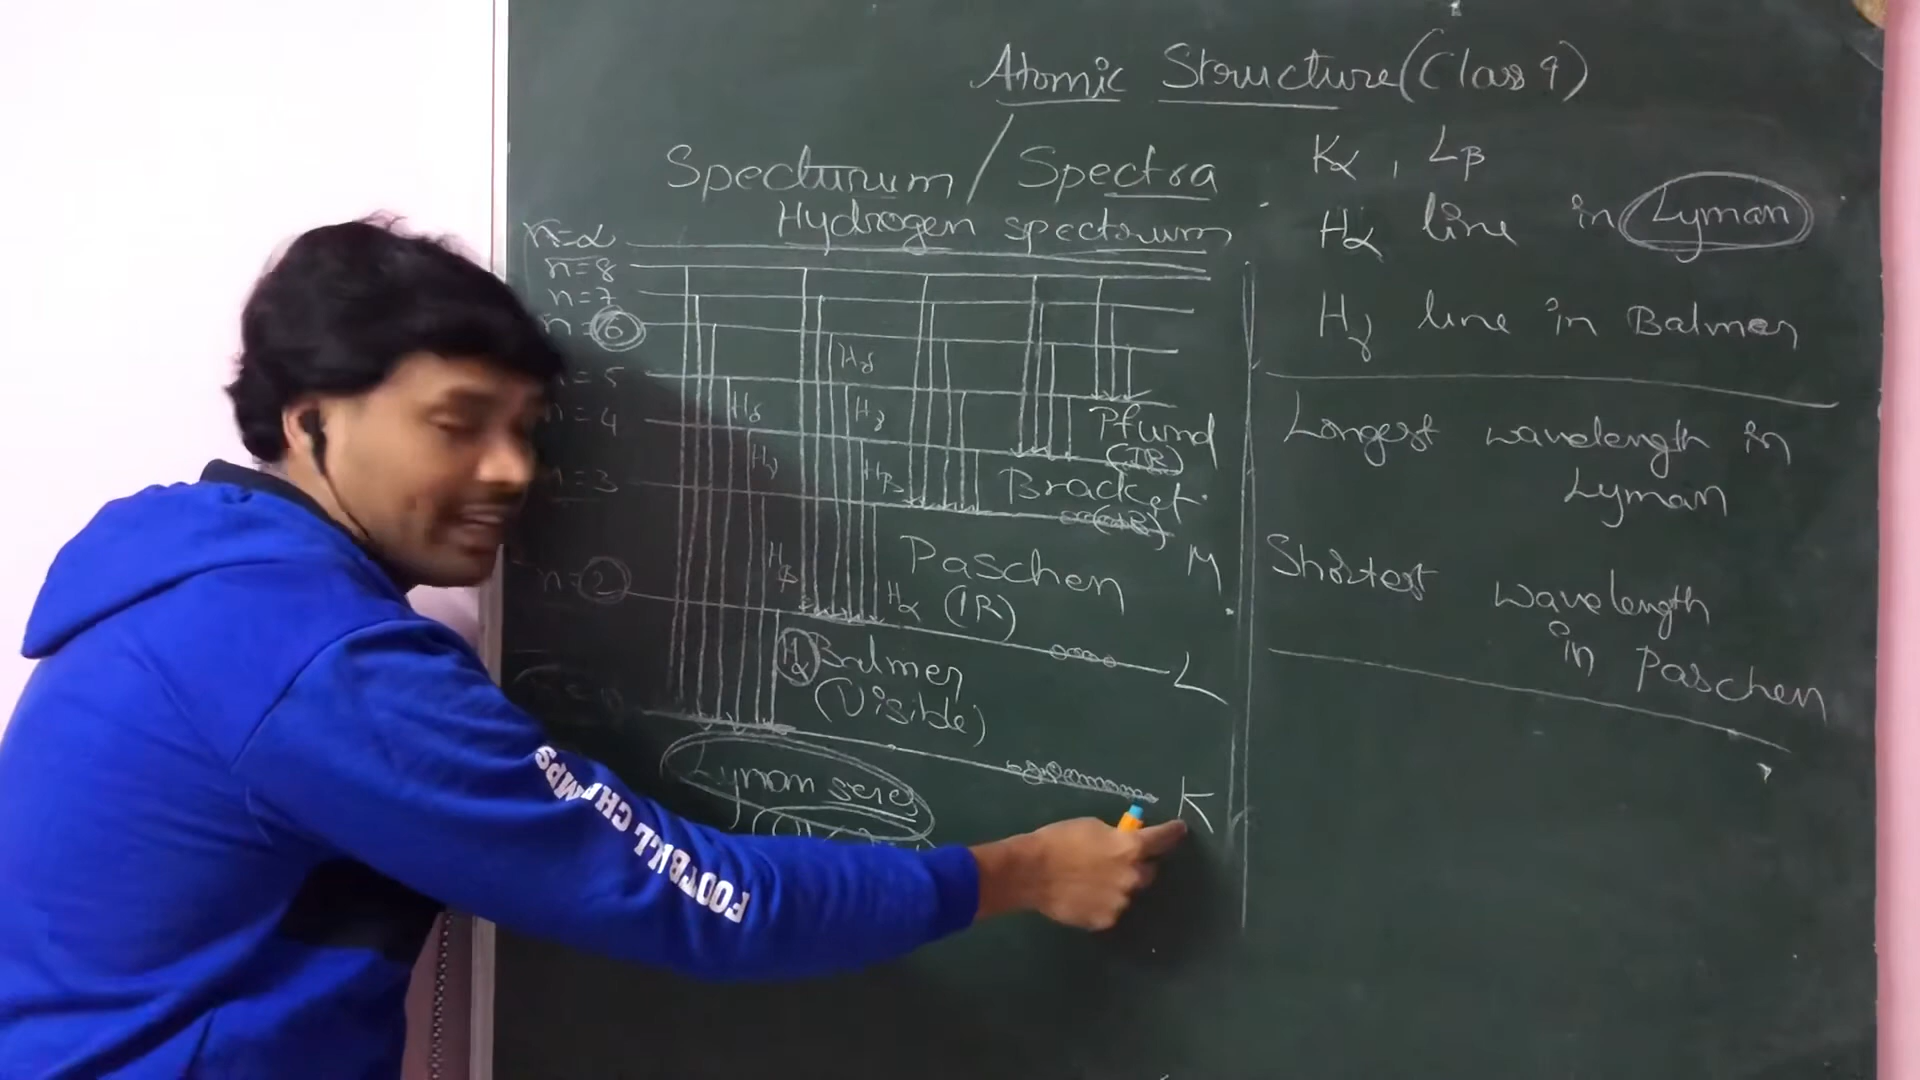 Atomic Structure (Class 9)
Spectrum / Spectra
Hydrogen spectrum
n=α
n=8
n=7
n=6
n=5
n=4
n=3
n=2
Hδ
Hγ
Hβ
Hα
Hδ
Hγ
Hβ
Hα
Pfund
(IR)
Bracket
(IR)
Paschen
(IR)
Balmer
(Visible)
Lyman series
M
L
K
Kα, Lβ
Hα line in Lyman
Hγ line in Balmer
Longest wavelength in
Lyman
Shortest wavelength
in Paschen
FOOTBALL CHAMPS